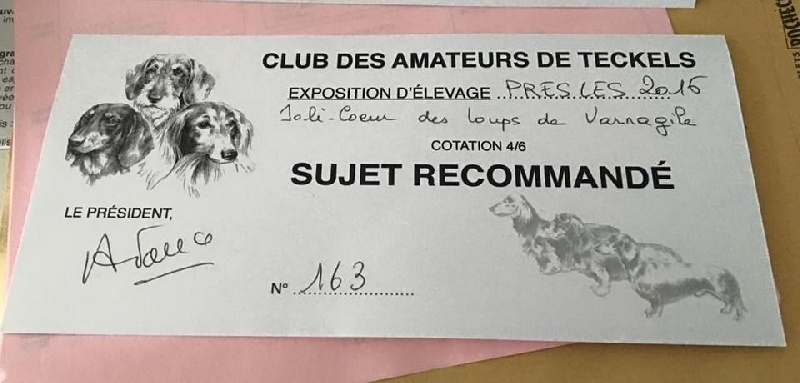 CLUB DES AMATEURS DE TECKELS
EXPOSITION D'ÉLEVAGE PRESLES 2016
Joli-Coeur des Loups de Varnagile
COTATION 4/6
SUJET RECOMMANDÉ
LE PRÉSIDENT,
N° 163